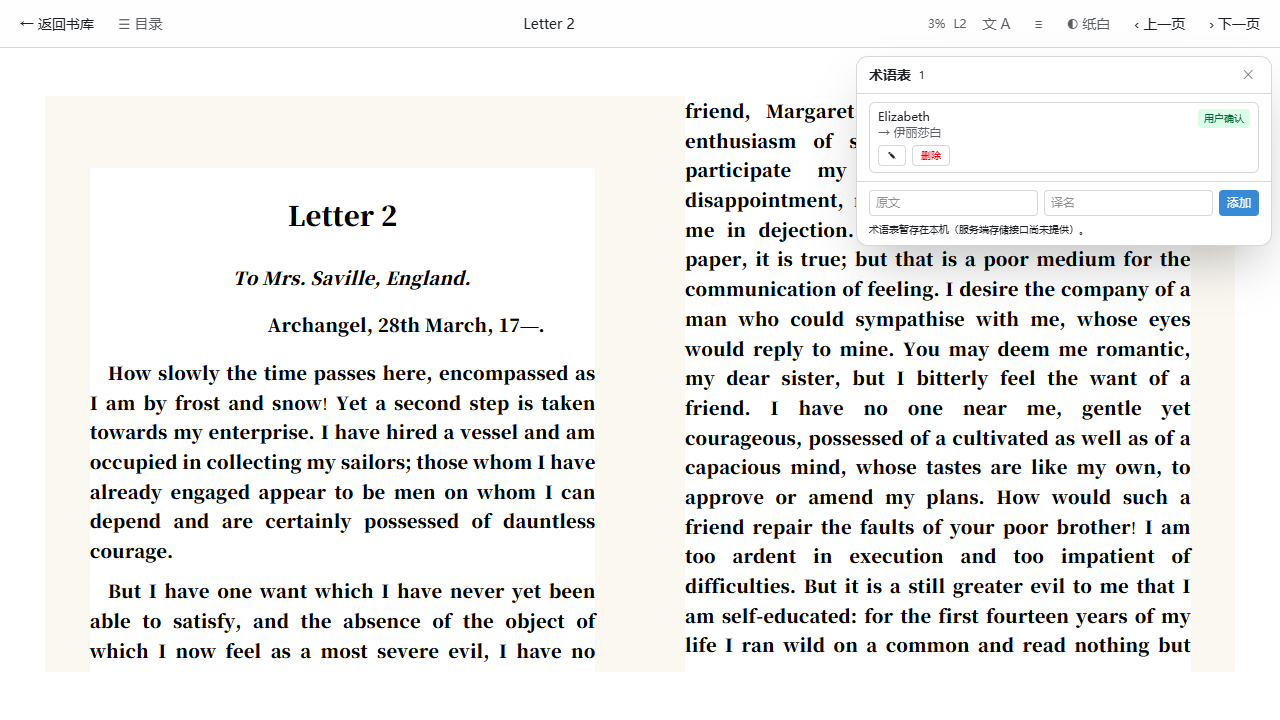 ← 返回书库
☰ 目录
Letter 2
3% L2
文 A
≡
纸白
‹ 上一页
› 下一页
术语表 1
×
Elizabeth
→ 伊丽莎白
用户确认
删除
原文
译名
添加
术语表暂存在本机（服务端存储接口尚未提供）。
Letter 2
To Mrs. Saville, England.
Archangel, 28th March, 17—.
How slowly the time passes here, encompassed as
I am by frost and snow! Yet a second step is taken
towards my enterprise. I have hired a vessel and am
occupied in collecting my sailors; those whom I have
already engaged appear to be men on whom I can
depend and are certainly possessed of dauntless
courage.
But I have one want which I have never yet been
able to satisfy, and the absence of the object of
which I now feel as a most severe evil, I have no
friend, Margaret
enthusiasm of
participate my
disappointment,
me in dejection.
paper, it is true; but that is a poor medium for the
communication of feeling. I desire the company of a
man who could sympathise with me, whose eyes
would reply to mine. You may deem me romantic,
my dear sister, but I bitterly feel the want of a
friend. I have no one near me, gentle yet
courageous, possessed of a cultivated as well as of a
capacious mind, whose tastes are like my own, to
approve or amend my plans. How would such a
friend repair the faults of your poor brother! I am
too ardent in execution and too impatient of
difficulties. But it is a still greater evil to me that I
am self-educated: for the first fourteen years of my
life I ran wild on a common and read nothing but